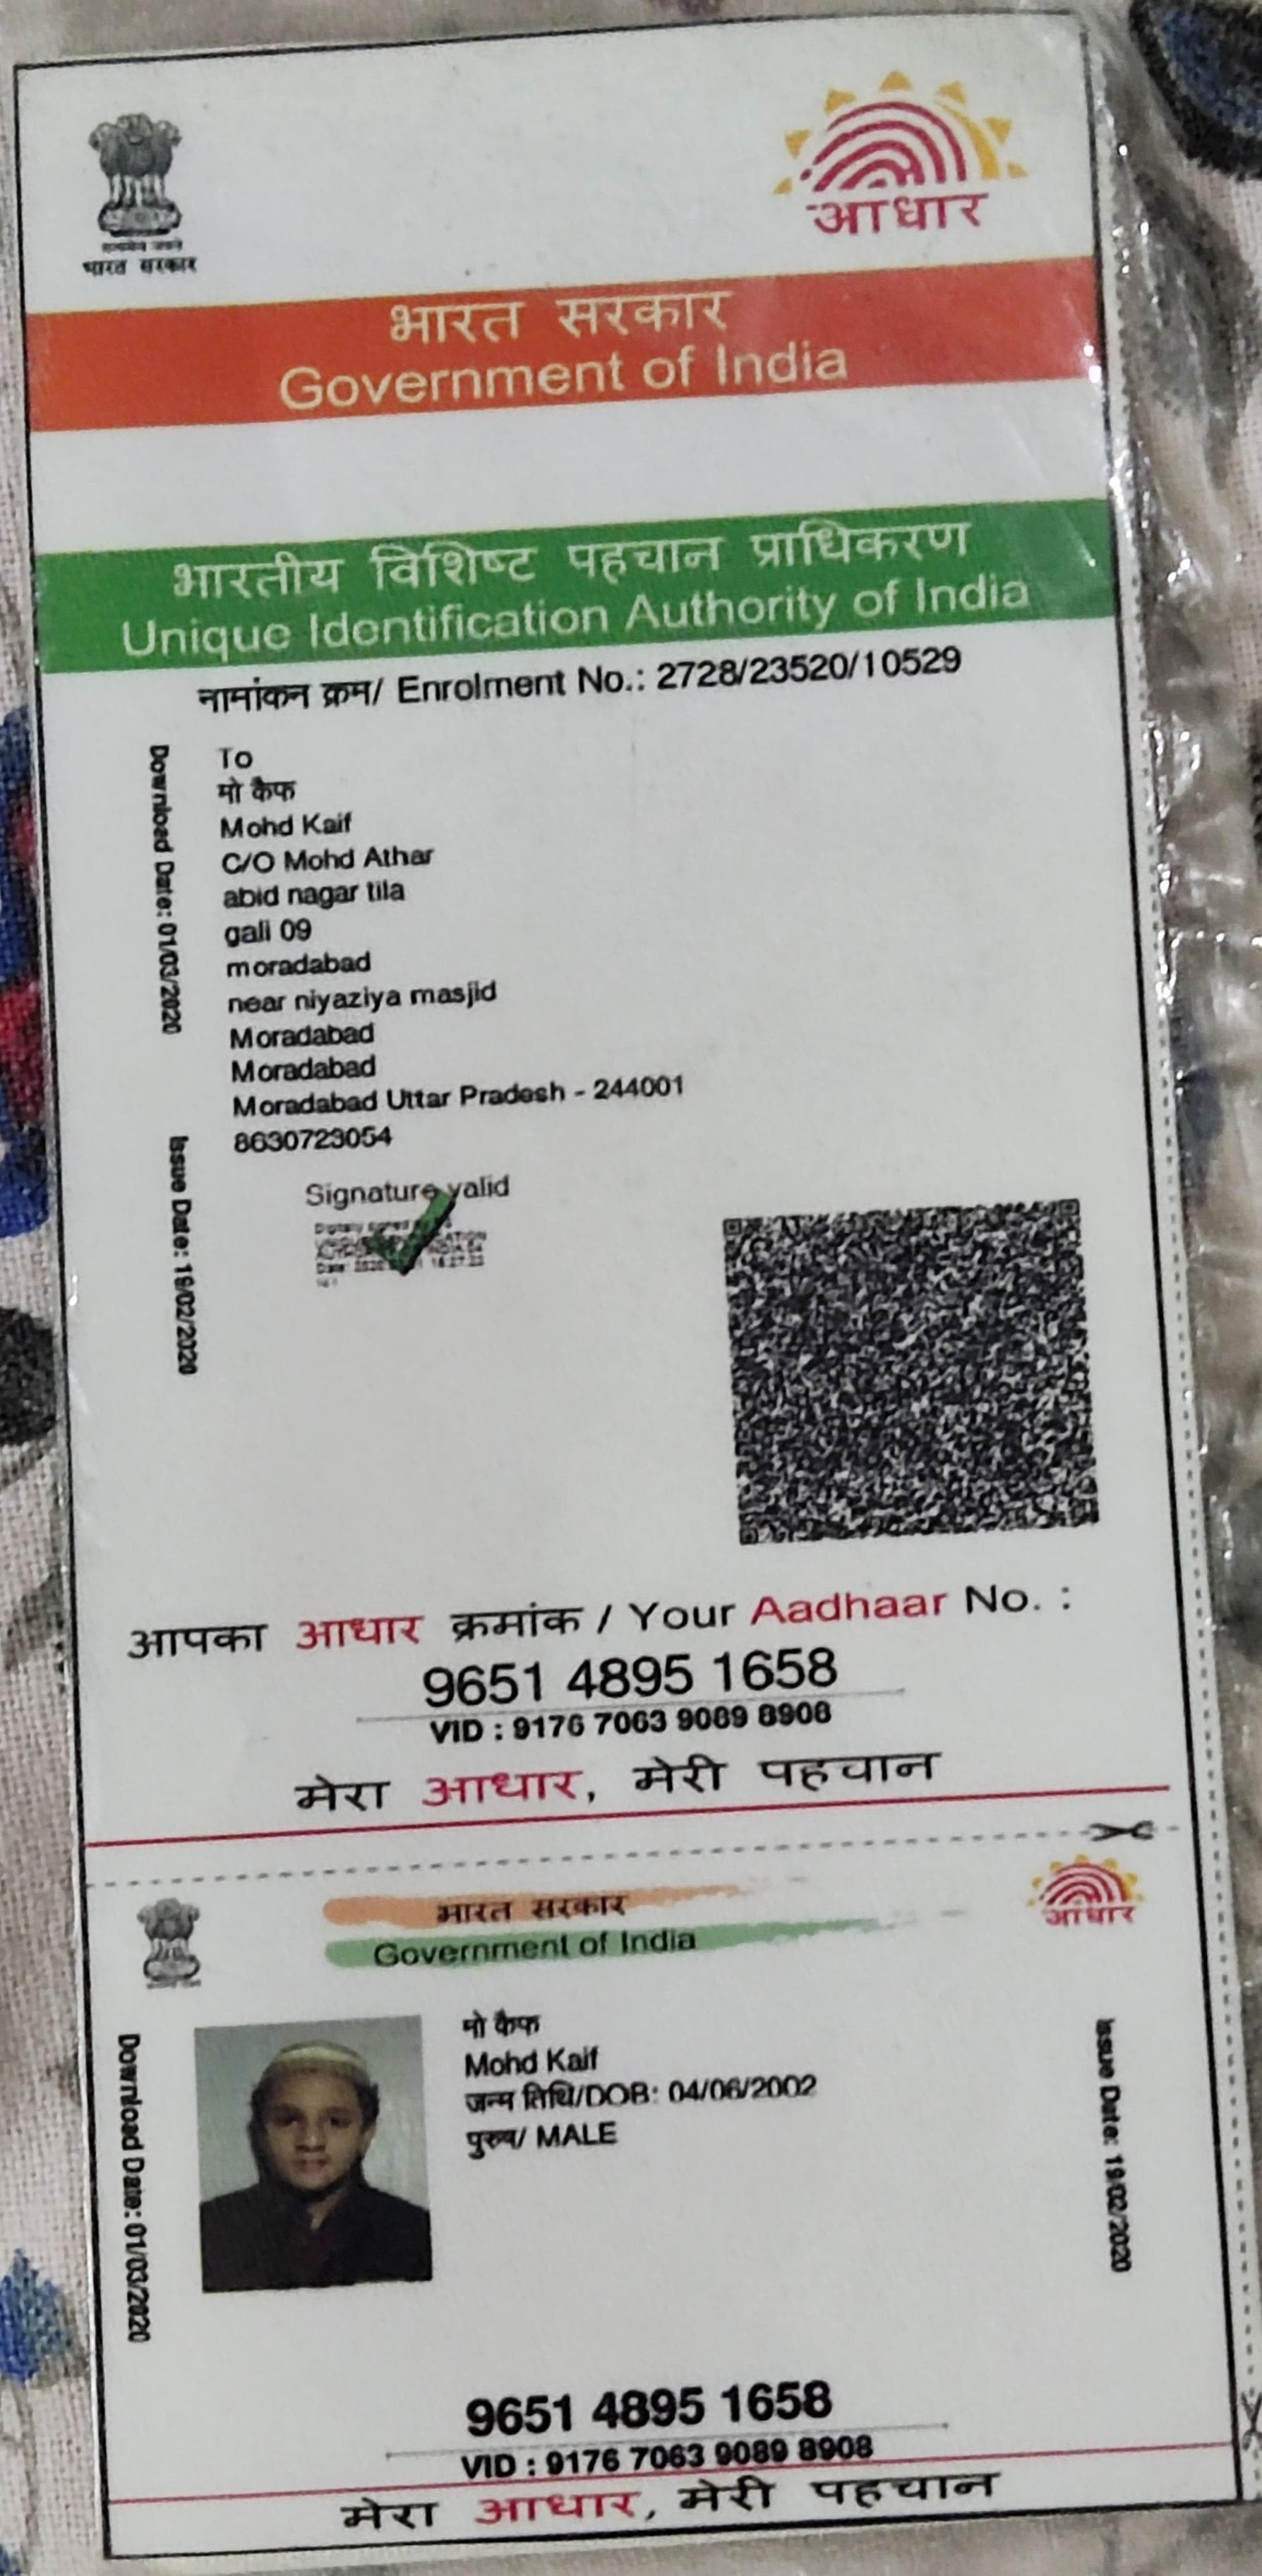 आधार
भारत सरकार
भारत सरकार
Government of India
भारतीय विशिष्ट पहचान प्राधिकरण
Unique Identification Authority of India
नामांकन क्रम/ Enrolment No.: 2728/23520/10529
Download Date: 01/03/2020
Issue Date: 19/02/2020
To
मो कैफ
Mohd Kaif
C/O Mohd Athar
abid nagar tila
gali 09
moradabad
near niyaziya masjid
Moradabad
Moradabad
Moradabad Uttar Pradesh - 244001
8630723054
Signature valid
आपका आधार क्रमांक / Your Aadhaar No. :
9651 4895 1658
VID : 9176 7063 9089 8908
मेरा आधार, मेरी पहचान
भारत सरकार
Government of India
आधार
Download Date: 01/03/2020
मो कैफ
Mohd Kaif
जन्म तिथि/DOB: 04/06/2002
पुरुष/ MALE
Issue Date: 19/02/2020
9651 4895 1658
VID : 9176 7063 9089 8908
मेरा आधार, मेरी पहचान